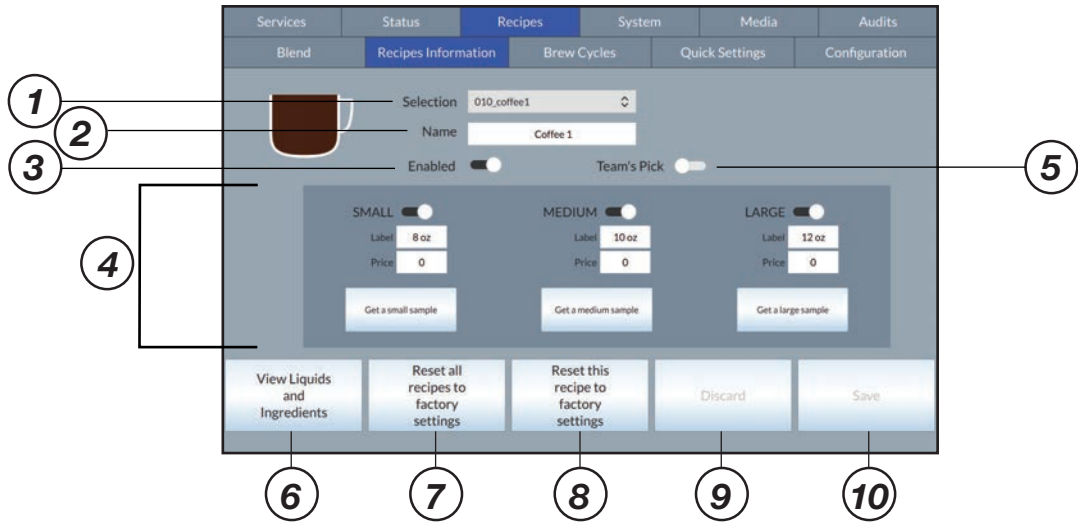 Services Status Recipes System Media Audits
Blend Recipes Information Brew Cycles Quick Settings Configuration
1 Selection 010_coffee1
2 Name Coffee 1
3 Enabled Team's Pick 5
4
SMALL MEDIUM LARGE
Label 8 oz Label 10 oz Label 12 oz
Price 0 Price 0 Price 0
Get a small sample Get a medium sample Get a large sample
View Liquids
and
Ingredients
Reset all
recipes to
factory
settings
Reset this
recipe to
factory
settings
Discard
Save
6 7 8 9 10